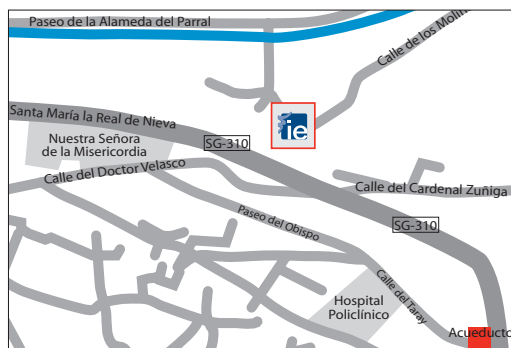 Paseo de la Alameda del Parral
Calle de los Molin
Santa María la Real de Nieva
ie
SG-310
Nuestra Señora
de la Misericordia
Calle del Doctor Velasco
Calle del Cardenal Zuñiga
Paseo del Obispo
SG-310
Calle del Taray
Hospital
Policlínico
Acueducto